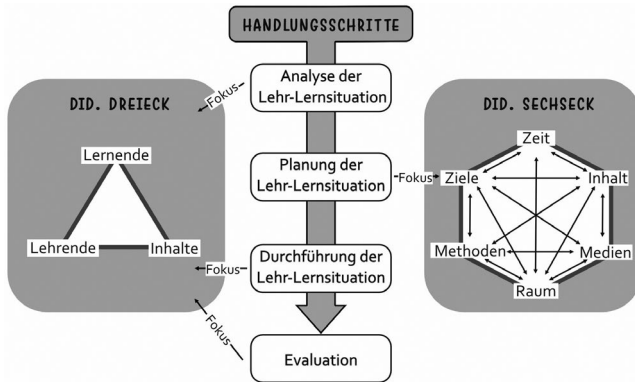 HANDLUNGSSCHRITTE
Analyse der
Lehr-Lernsituation
Fokus
DID. DREIECK
Lernende
Lehrende
Inhalte
Planung der
Lehr-Lernsituation
Fokus
DID. SECHSECK
Zeit
Ziele
Inhalt
Methoden
Medien
Raum
Durchführung der
Lehr-Lernsituation
Fokus
Evaluation
Fokus